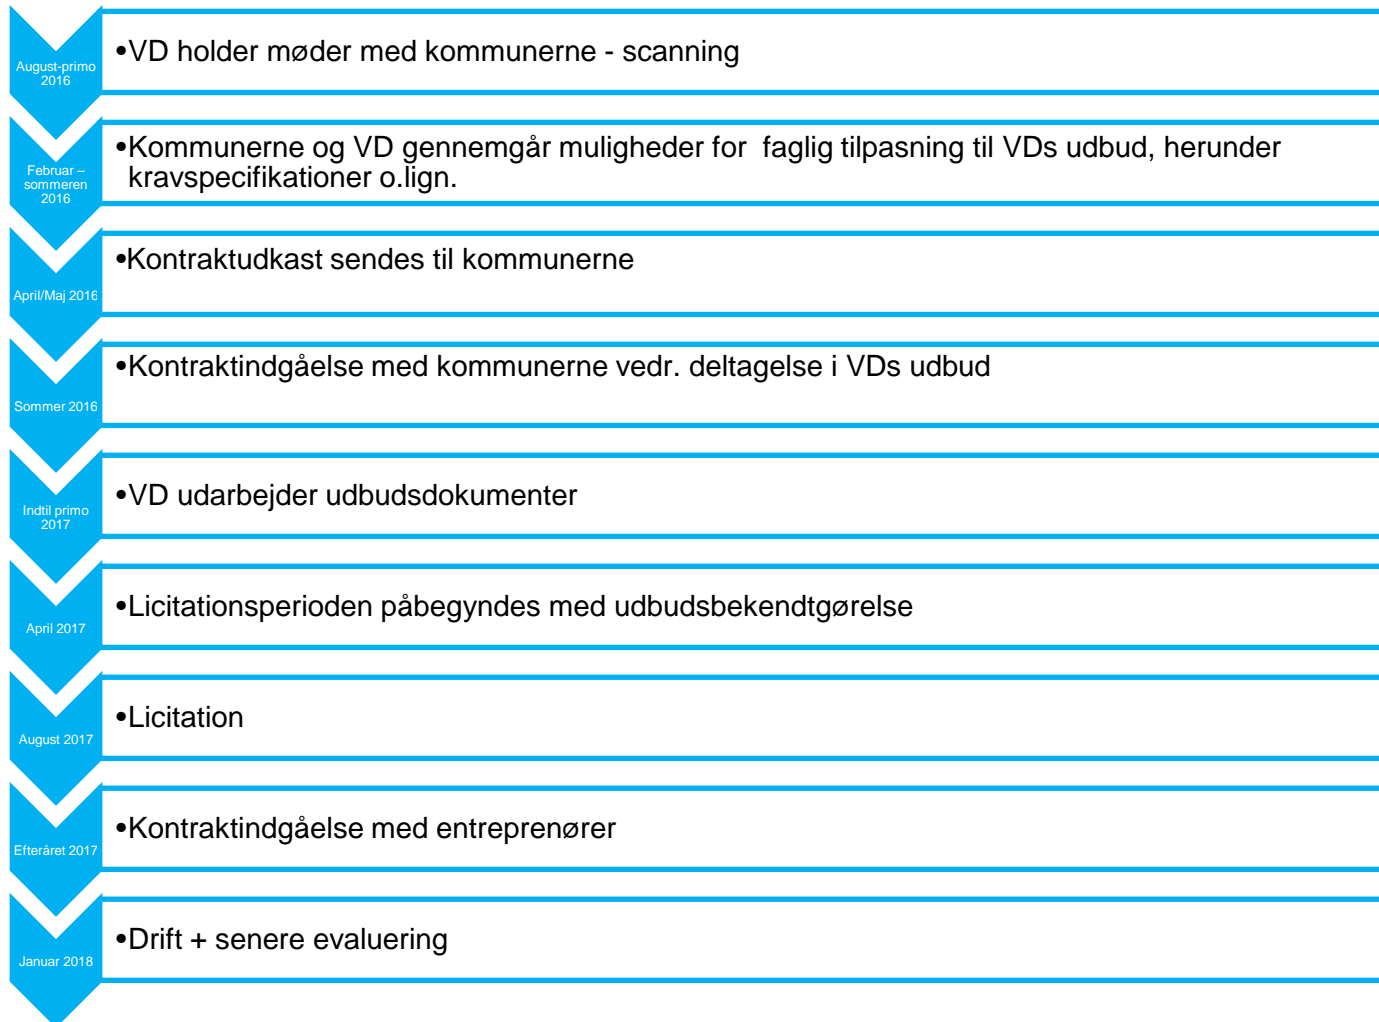 August-primo
2016
•VD holder møder med kommunerne - scanning
Februar –
sommeren
2016
•Kommunerne og VD gennemgår muligheder for  faglig tilpasning til VDs udbud, herunder
kravspecifikationer o.lign.
April/Maj 2016
•Kontraktudkast sendes til kommunerne
Sommer 2016
•Kontraktindgåelse med kommunerne vedr. deltagelse i VDs udbud
Indtil primo
2017
•VD udarbejder udbudsdokumenter
April 2017
•Licitationsperioden påbegyndes med udbudsbekendtgørelse
August 2017
•Licitation
Efteråret 2017
•Kontraktindgåelse med entreprenører
Januar 2018
•Drift + senere evaluering